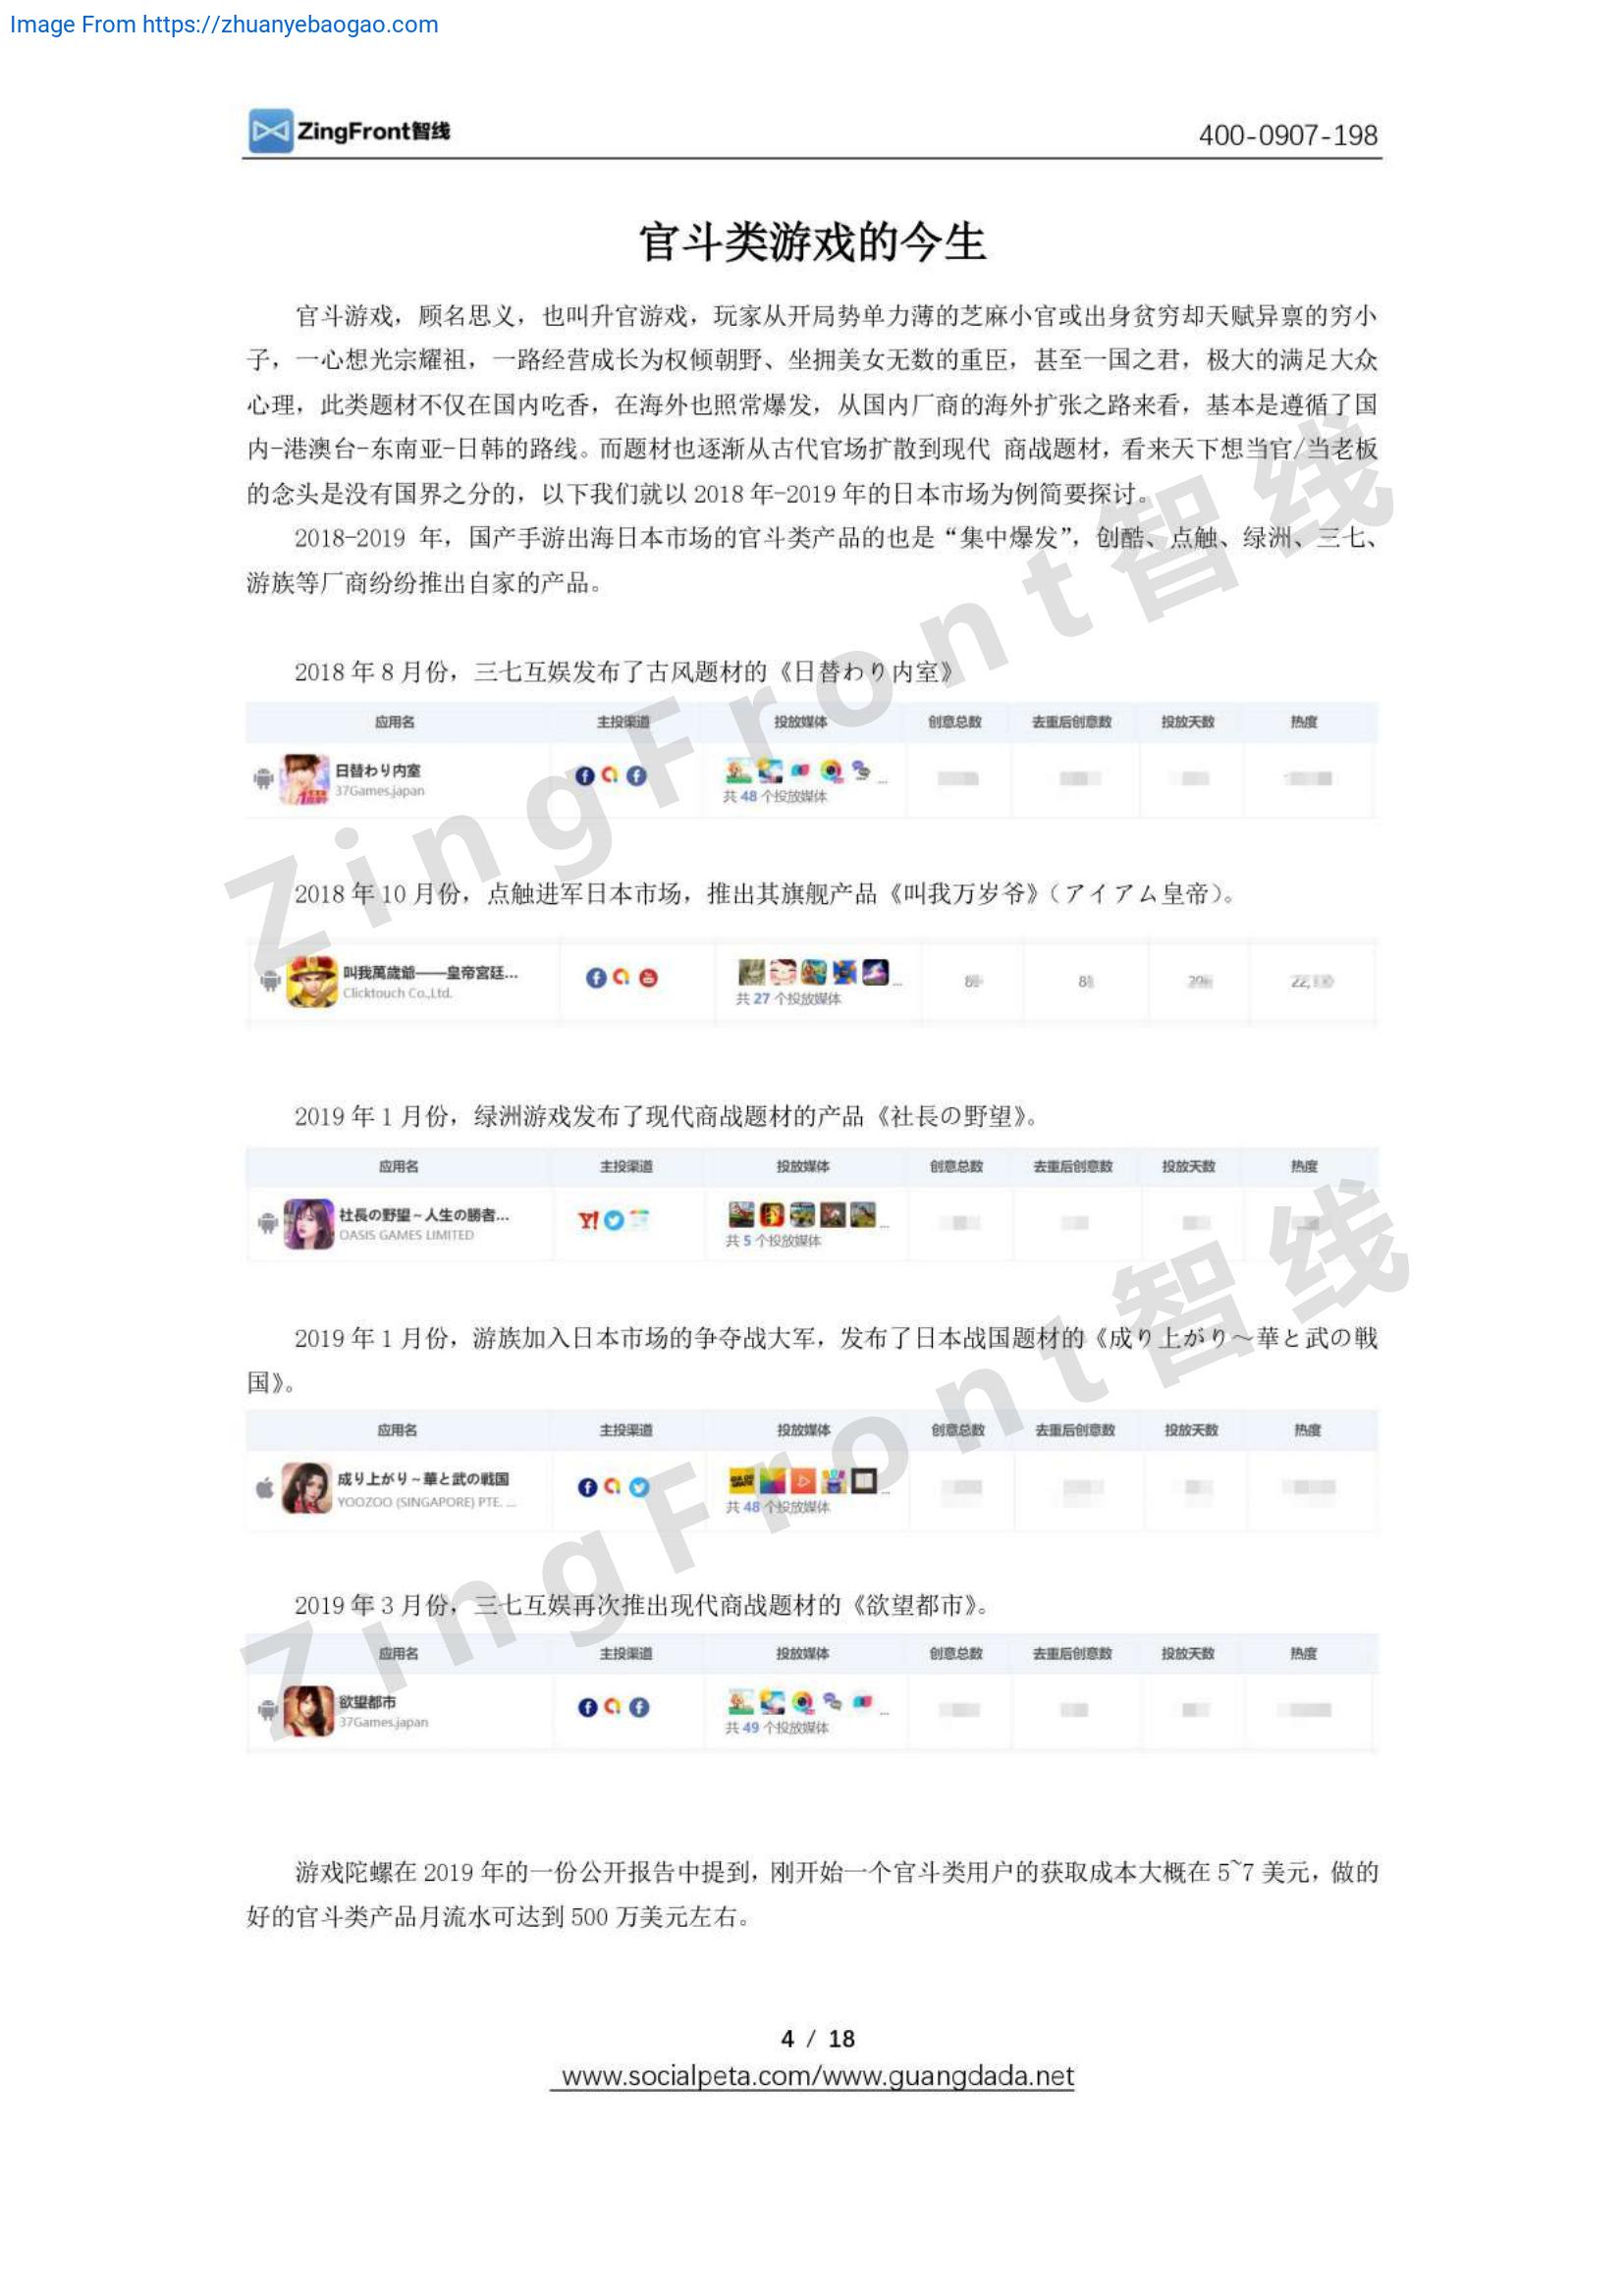 Image From https://zhuanyebaogao.com
ZingFront智线
400-0907-198
官斗类游戏的今生
官斗游戏，顾名思义，也叫升官游戏，玩家从开局势单力薄的芝麻小官或出身贫穷却天赋异禀的穷小
子，一心想光宗耀祖，一路经营成长为权倾朝野、坐拥美女无数的重臣，甚至一国之君，极大的满足大众
心理，此类题材不仅在国内吃香，在海外也照常爆发，从国内厂商的海外扩张之路来看，基本是遵循了国
内-港澳台-东南亚-日韩的路线。而题材也逐渐从古代官场扩散到现代 商战题材，看来天下想当官/当老板
的念头是没有国界之分的，以下我们就以 2018 年-2019 年的日本市场为例简要探讨。
2018-2019 年，国产手游出海日本市场的官斗类产品的也是“集中爆发”，创酷、点触、绿洲、三七、
游族等厂商纷纷推出自家的产品。
2018 年 8 月份，三七互娱发布了古风题材的《日替わり内室》
应用名 主投渠道 投放媒体 创意总数 去重后创意数 投放天数 热度
日替わり内室
37Games.japan
共 48 个投放媒体
2018 年 10 月份，点触进军日本市场，推出其旗舰产品《叫我万岁爷》（アイアム皇帝）。
叫我萬歲爺——皇帝宮廷...
Clicktouch Co.,Ltd.
共 27 个投放媒体
2019 年 1 月份，绿洲游戏发布了现代商战题材的产品《社長の野望》。
应用名 主投渠道 投放媒体 创意总数 去重后创意数 投放天数 热度
社長の野望～人生の勝者...
OASIS GAMES LIMITED
共 5 个投放媒体
2019 年 1 月份，游族加入日本市场的争夺战大军，发布了日本战国题材的《成り上がり～華と武の戦
国》。
应用名 主投渠道 投放媒体 创意总数 去重后创意数 投放天数 热度
成り上がり～華と武の戦国
YOOZOO (SINGAPORE) PTE. ...
共 48 个投放媒体
2019 年 3 月份，三七互娱再次推出现代商战题材的《欲望都市》。
应用名 主投渠道 投放媒体 创意总数 去重后创意数 投放天数 热度
欲望都市
37Games.japan
共 49 个投放媒体
游戏陀螺在 2019 年的一份公开报告中提到，刚开始一个官斗类用户的获取成本大概在 5~7 美元，做的
好的官斗类产品月流水可达到 500 万美元左右。
4 / 18
www.socialpeta.com/www.guangdada.net
ZingFront智线
ZingFront智线